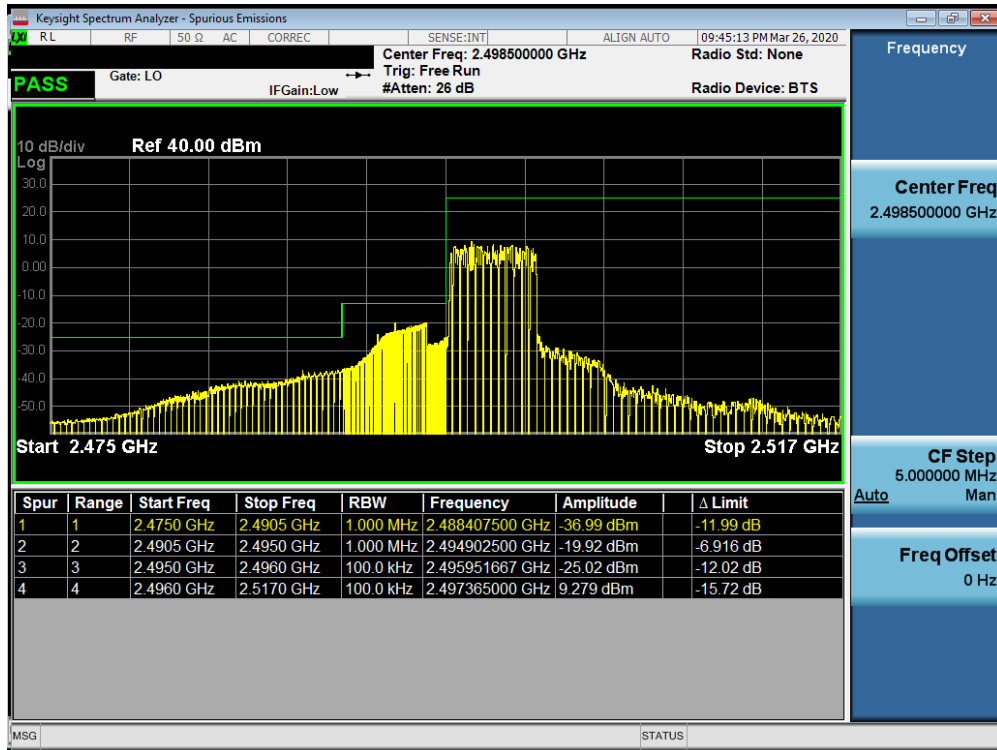 Keysight Spectrum Analyzer - Spurious Emissions
LXI RL RF 50 Ω AC CORREC SENSE:INT ALIGN AUTO 09:45:13 PM Mar 26, 2020
Center Freq: 2.498500000 GHz Radio Std: None
Gate: LO Trig: Free Run
PASS IFGain:Low #Atten: 26 dB Radio Device: BTS
Frequency
10 dB/div Ref 40.00 dBm
Log
30.0
20.0
10.0
0.00
-10.0
-20.0
-30.0
-40.0
-50.0
Start 2.475 GHz Stop 2.517 GHz
Center Freq
2.498500000 GHz
CF Step
5.000000 MHz
Auto Man
Freq Offset
0 Hz
Spur Range Start Freq Stop Freq RBW Frequency Amplitude Δ Limit
1 1 2.4750 GHz 2.4905 GHz 1.000 MHz 2.488407500 GHz -36.99 dBm -11.99 dB
2 2 2.4905 GHz 2.4950 GHz 1.000 MHz 2.494902500 GHz -19.92 dBm -6.916 dB
3 3 2.4950 GHz 2.4960 GHz 100.0 kHz 2.495951667 GHz -25.02 dBm -12.02 dB
4 4 2.4960 GHz 2.5170 GHz 100.0 kHz 2.497365000 GHz 9.279 dBm -15.72 dB
MSG STATUS